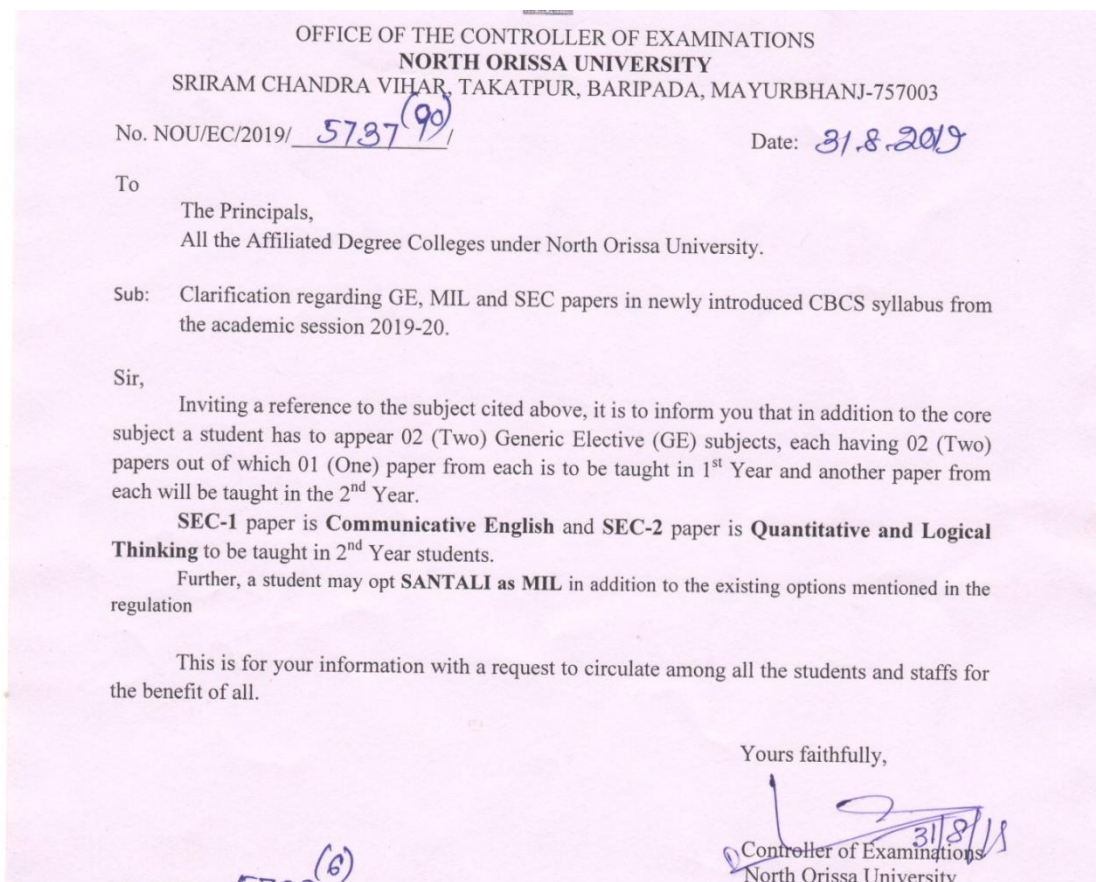 OFFICE OF THE CONTROLLER OF EXAMINATIONS
NORTH ORISSA UNIVERSITY
SRIRAM CHANDRA VIHAR, TAKATPUR, BARIPADA, MAYURBHANJ-757003
No. NOU/EC/2019/ 5737(90)/ Date: 31.8.2019
To
The Principals,
All the Affiliated Degree Colleges under North Orissa University.
Sub: Clarification regarding GE, MIL and SEC papers in newly introduced CBCS syllabus from
the academic session 2019-20.
Sir,
Inviting a reference to the subject cited above, it is to inform you that in addition to the core
subject a student has to appear 02 (Two) Generic Elective (GE) subjects, each having 02 (Two)
papers out of which 01 (One) paper from each is to be taught in 1st Year and another paper from
each will be taught in the 2nd Year.
SEC-1 paper is Communicative English and SEC-2 paper is Quantitative and Logical
Thinking to be taught in 2nd Year students.
Further, a student may opt SANTALI as MIL in addition to the existing options mentioned in the
regulation
This is for your information with a request to circulate among all the students and staffs for
the benefit of all.
Yours faithfully,
Controller of Examinations
North Orissa University
(6)